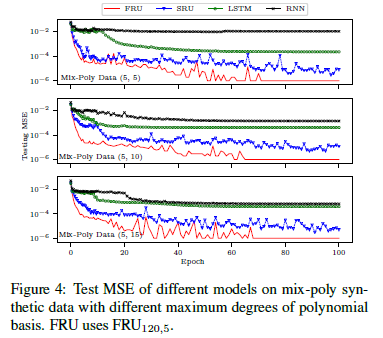 FRU SRU LSTM RNN
10⁻²
10⁻⁴
10⁻⁶
Mix-Poly Data (5, 5)
Testing MSE
10⁻²
10⁻⁴
10⁻⁶
Mix-Poly Data (5, 10)
10⁻²
10⁻⁴
10⁻⁶
Mix-Poly Data (5, 15)
0 20 40 60 80 100
Epoch
Figure 4: Test MSE of different models on mix-poly syn-
thetic data with different maximum degrees of polynomial
basis. FRU uses FRU₁₂₀,₅.